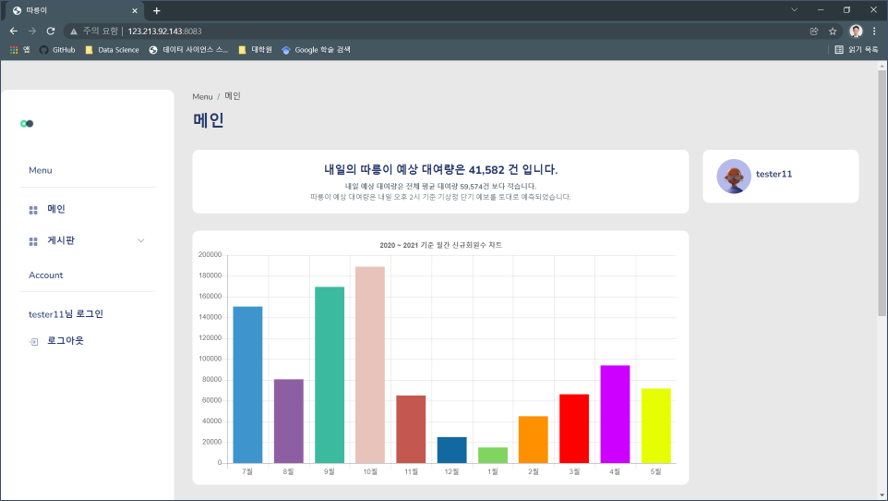 따릉이
주의 요함 | 123.213.92.143:8083
앱 GitHub Data Science 데이터 사이언스 스... 대학원 Google 학술 검색 읽기 목록
Menu / 메인
메인
Menu
메인
게시판
Account
tester11님 로그인
로그아웃
내일의 따릉이 예상 대여량은 41,582 건 입니다.
내일 예상 대여량은 전체 평균 대여량 59,574건 보다 적습니다.
따릉이 예상 대여량은 내일 오후 2시 기준 기상청 단기 예보를 토대로 예측되었습니다.
tester11
2020 ~ 2021 기준 월간 신규회원수 차트
200000
180000
160000
140000
120000
100000
80000
60000
40000
20000
0
7월 8월 9월 10월 11월 12월 1월 2월 3월 4월 5월